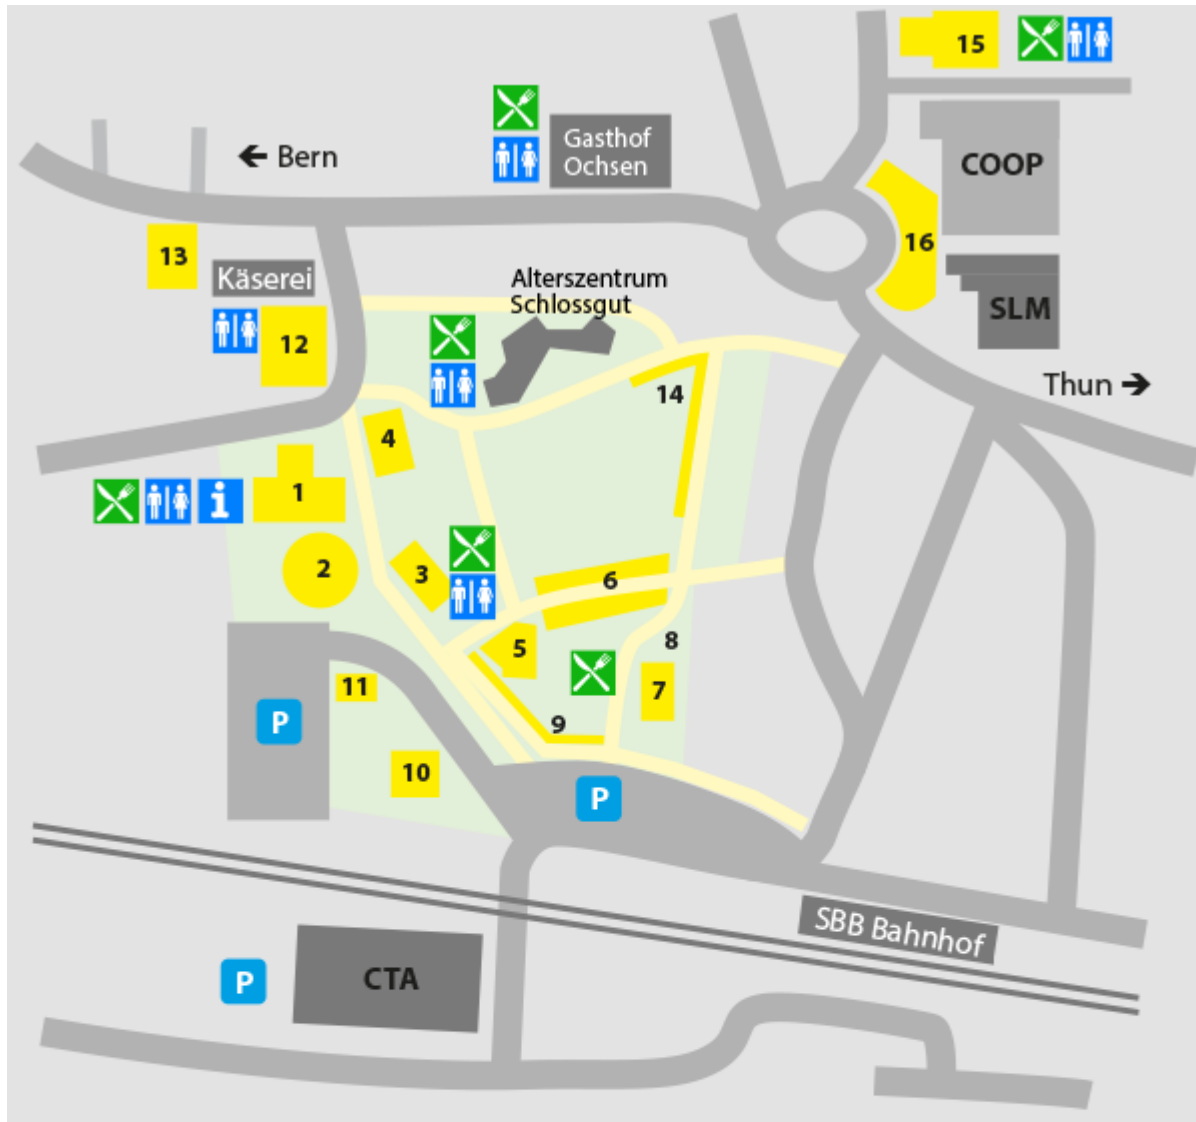 15
Gasthof
Ochsen
← Bern
COOP
13
16
Käserei
Alterszentrum
Schlossgut
SLM
12
Thun →
14
4
1
i
2
3
6
5
8
7
11
9
P
10
P
SBB Bahnhof
CTA
P